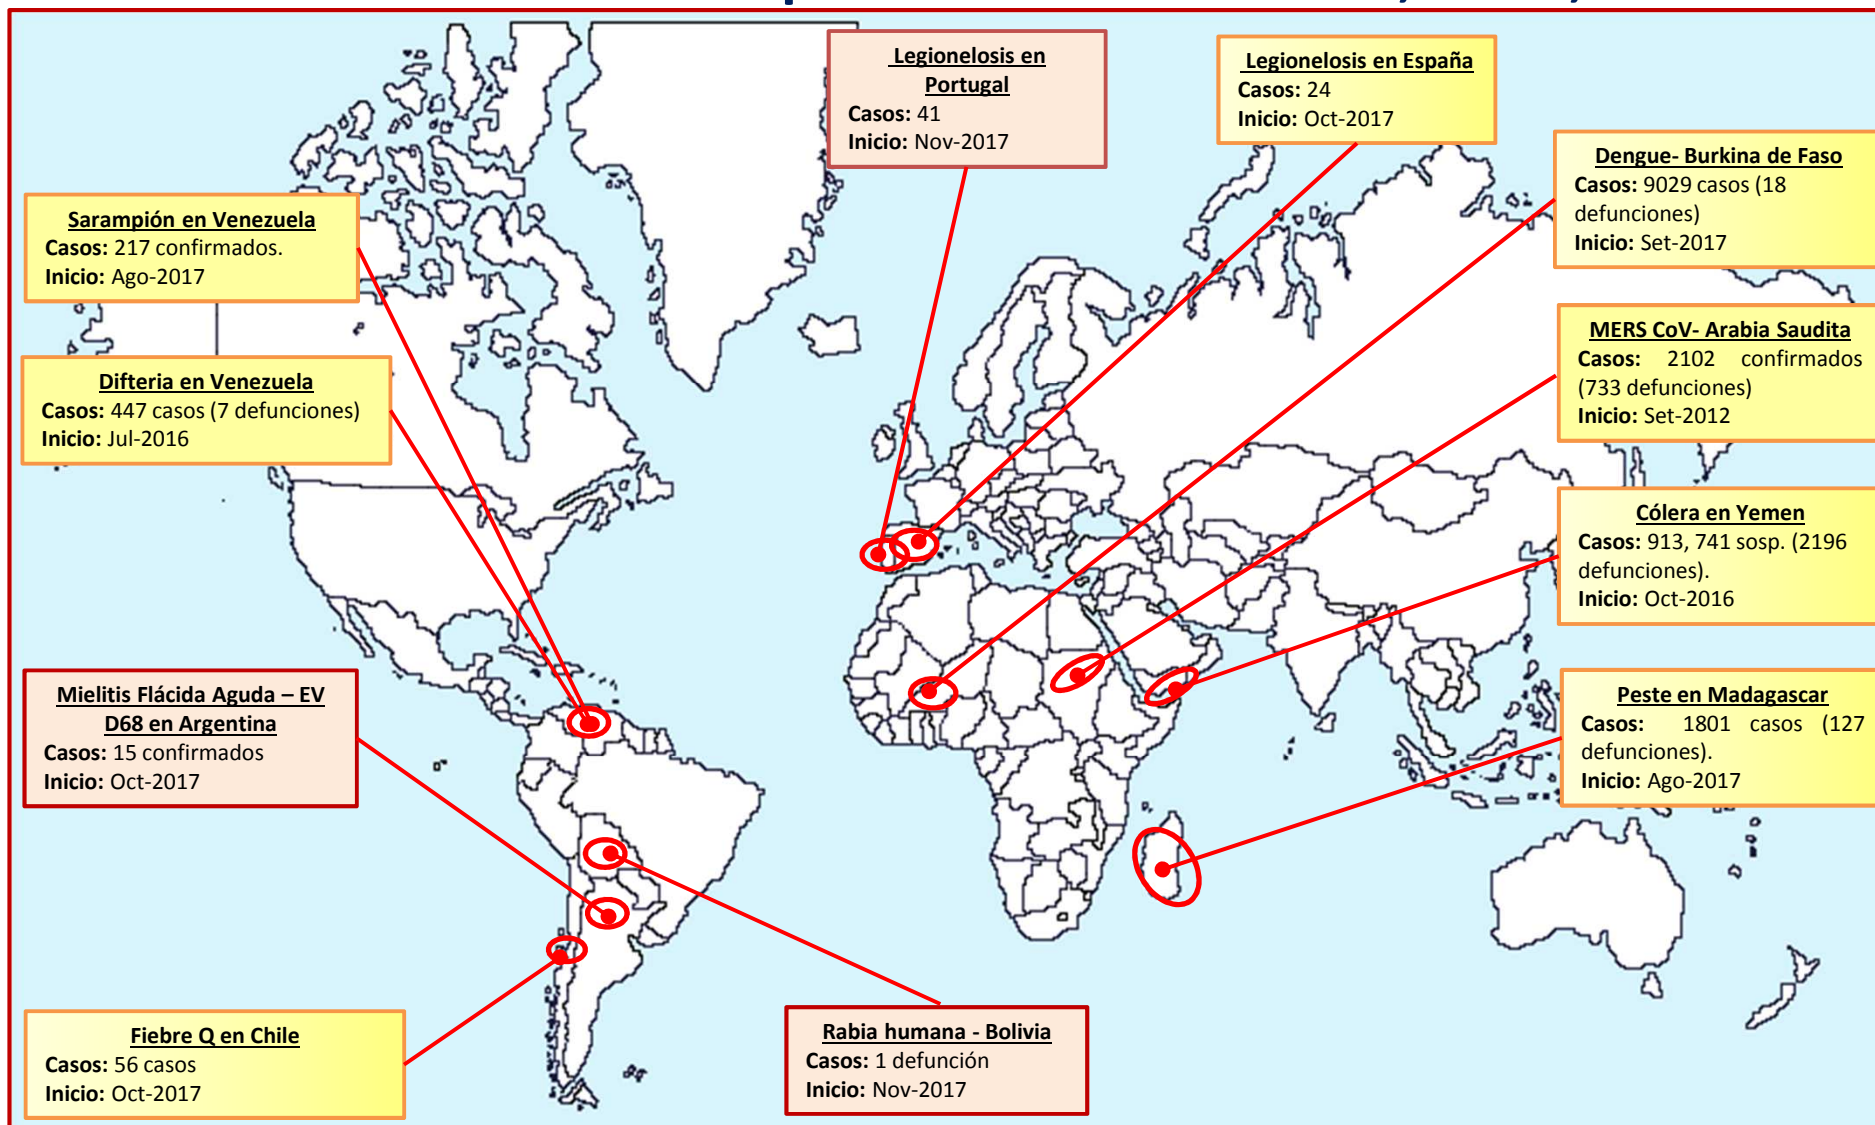 Legionelosis en
Portugal
Casos: 41
Inicio: Nov-2017
Legionelosis en España
Casos: 24
Inicio: Oct-2017
Dengue- Burkina de Faso
Casos: 9029 casos (18
defunciones)
Inicio: Set-2017
Sarampión en Venezuela
Casos: 217 confirmados.
Inicio: Ago-2017
MERS CoV- Arabia Saudita
Casos: 2102 confirmados
(733 defunciones)
Inicio: Set-2012
Difteria en Venezuela
Casos: 447 casos (7 defunciones)
Inicio: Jul-2016
Cólera en Yemen
Casos: 913, 741 sosp. (2196
defunciones).
Inicio: Oct-2016
Mielitis Flácida Aguda – EV
D68 en Argentina
Casos: 15 confirmados
Inicio: Oct-2017
Peste en Madagascar
Casos: 1801 casos (127
defunciones).
Inicio: Ago-2017
Fiebre Q en Chile
Casos: 56 casos
Inicio: Oct-2017
Rabia humana - Bolivia
Casos: 1 defunción
Inicio: Nov-2017